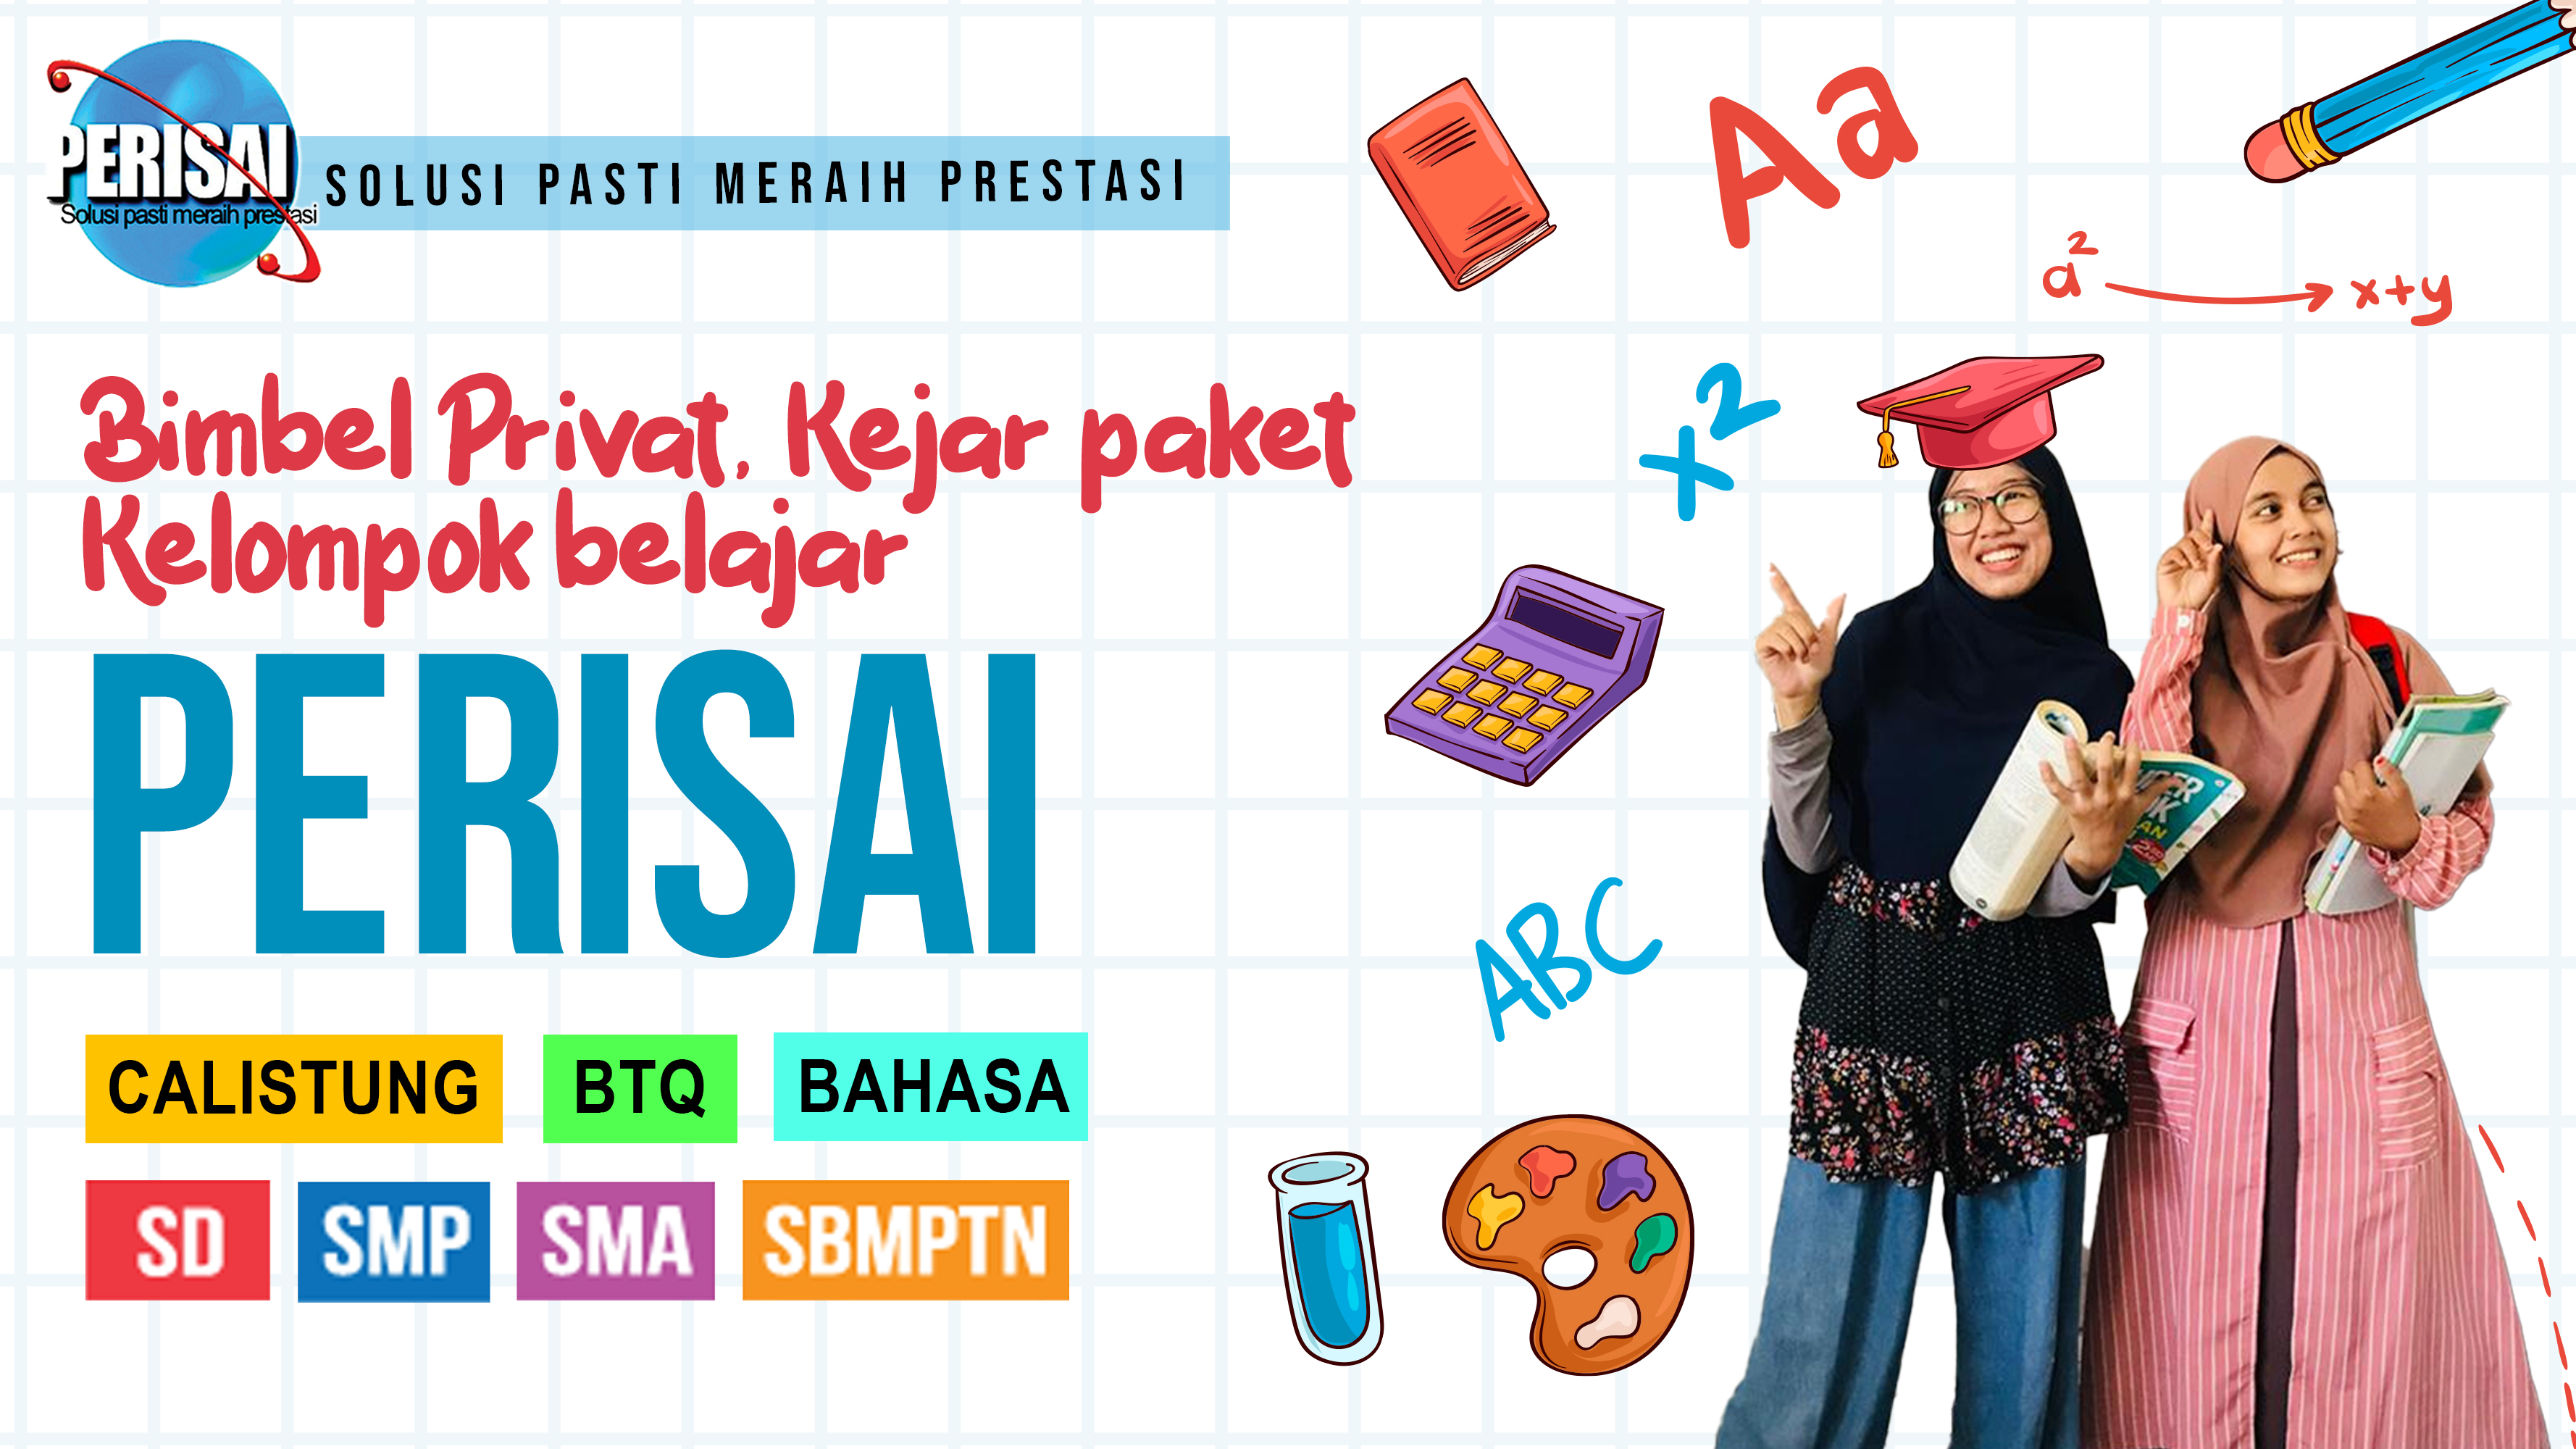 PERISAI
Solusi pasti meraih prestasi
SOLUSI PASTI MERAIH PRESTASI
Aa
a² x+y
Bimbel Privat, Kejar paket
Kelompok belajar
x²
PERISAI
ABC
CALISTUNG BTQ BAHASA
SD SMP SMA SBMPTN